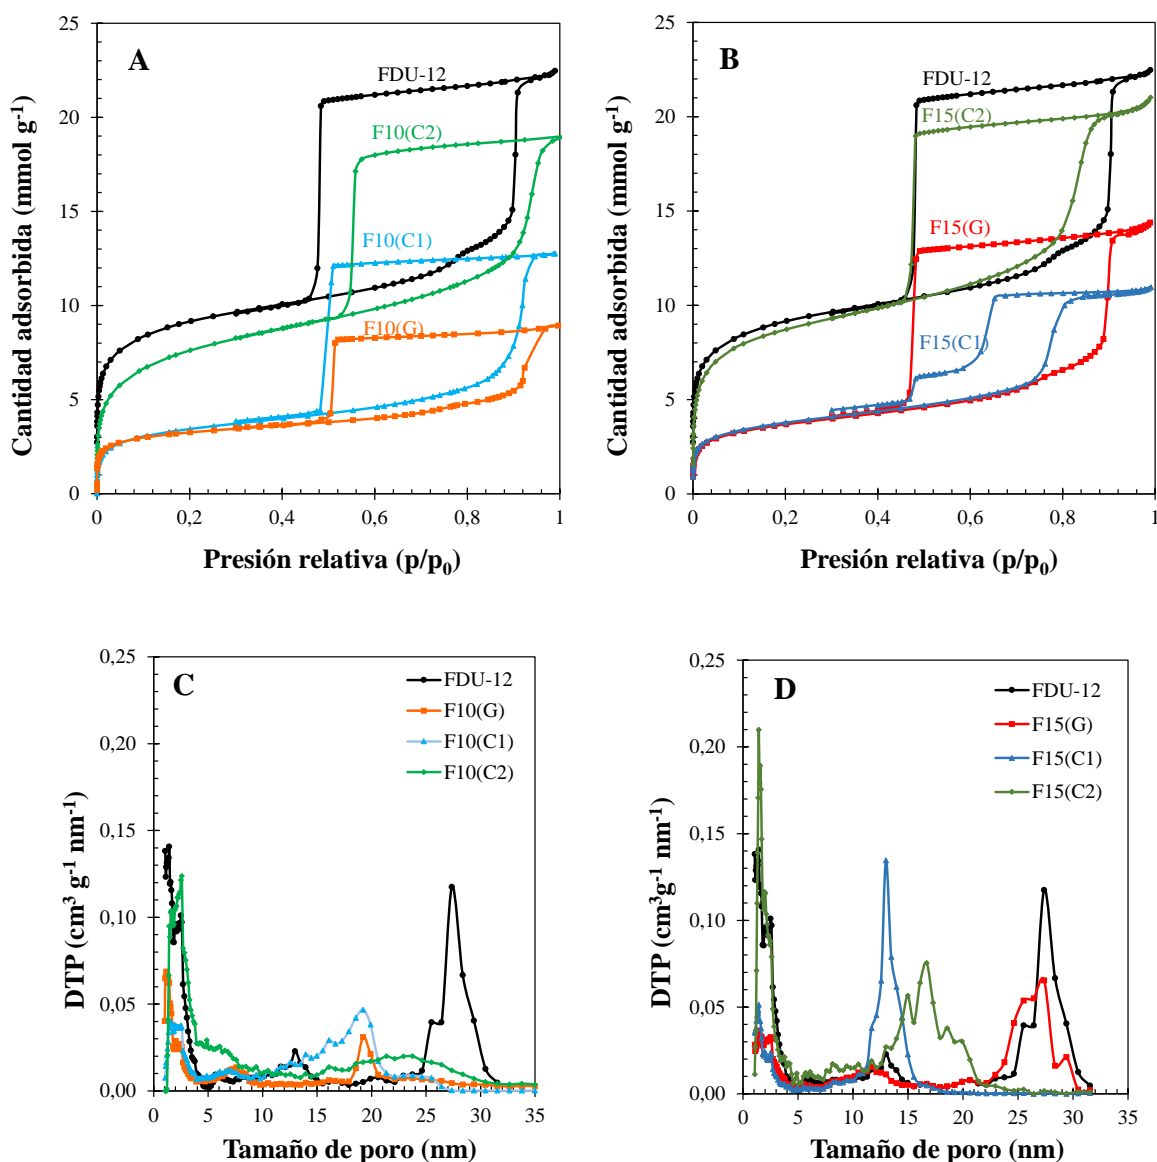 A
25
20
15
10
5
0
Cantidad adsorbida (mmol g-1)
FDU-12
F10(C2)
F10(C1)
F10(G)
0
0,2
0,4
0,6
0,8
1
Presión relativa (p/p0)
B
25
20
15
10
5
0
Cantidad adsorbida (mmol g-1)
FDU-12
F15(C2)
F15(G)
F15(C1)
0
0,2
0,4
0,6
0,8
1
Presión relativa (p/p0)
C
0,25
0,20
0,15
0,10
0,05
0,00
DTP (cm3 g-1 nm-1)
FDU-12
F10(G)
F10(C1)
F10(C2)
0
5
10
15
20
25
30
35
Tamaño de poro (nm)
D
0,25
0,20
0,15
0,10
0,05
0,00
DTP (cm3g-1 nm-1)
FDU-12
F15(G)
F15(C1)
F15(C2)
0
5
10
15
20
25
30
35
Tamaño de poro (nm)